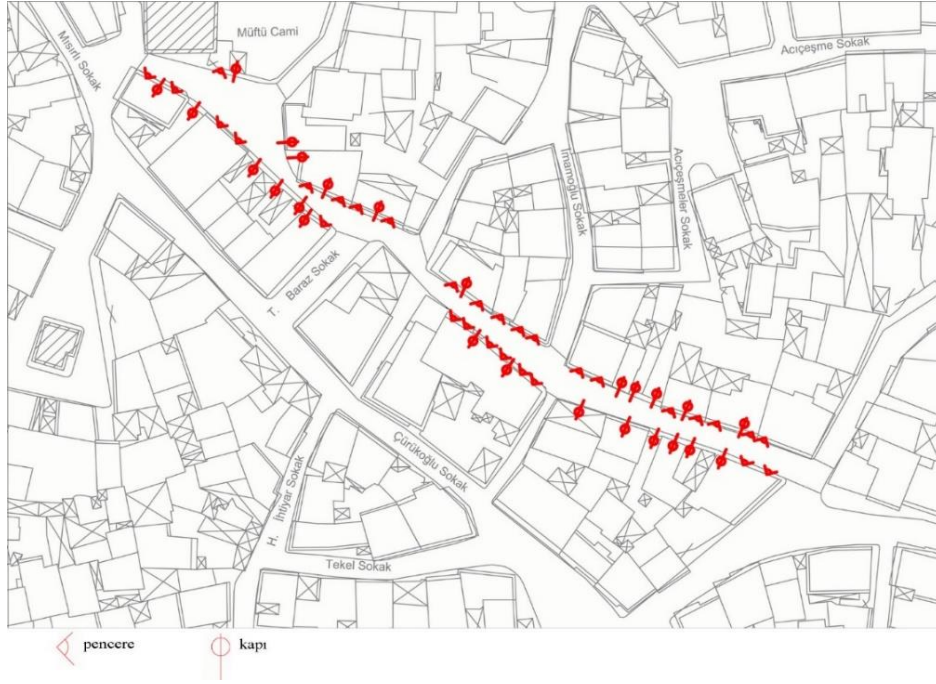 Müftü Cami
Mısırlı Sokak
Acıçeşme Sokak
İmamoğlu Sokak
Acıçeşmeler Sokak
T. Baraz Sokak
Çürükoğlu Sokak
H. İhtiyar Sokak
Tekel Sokak
pencere
kapı